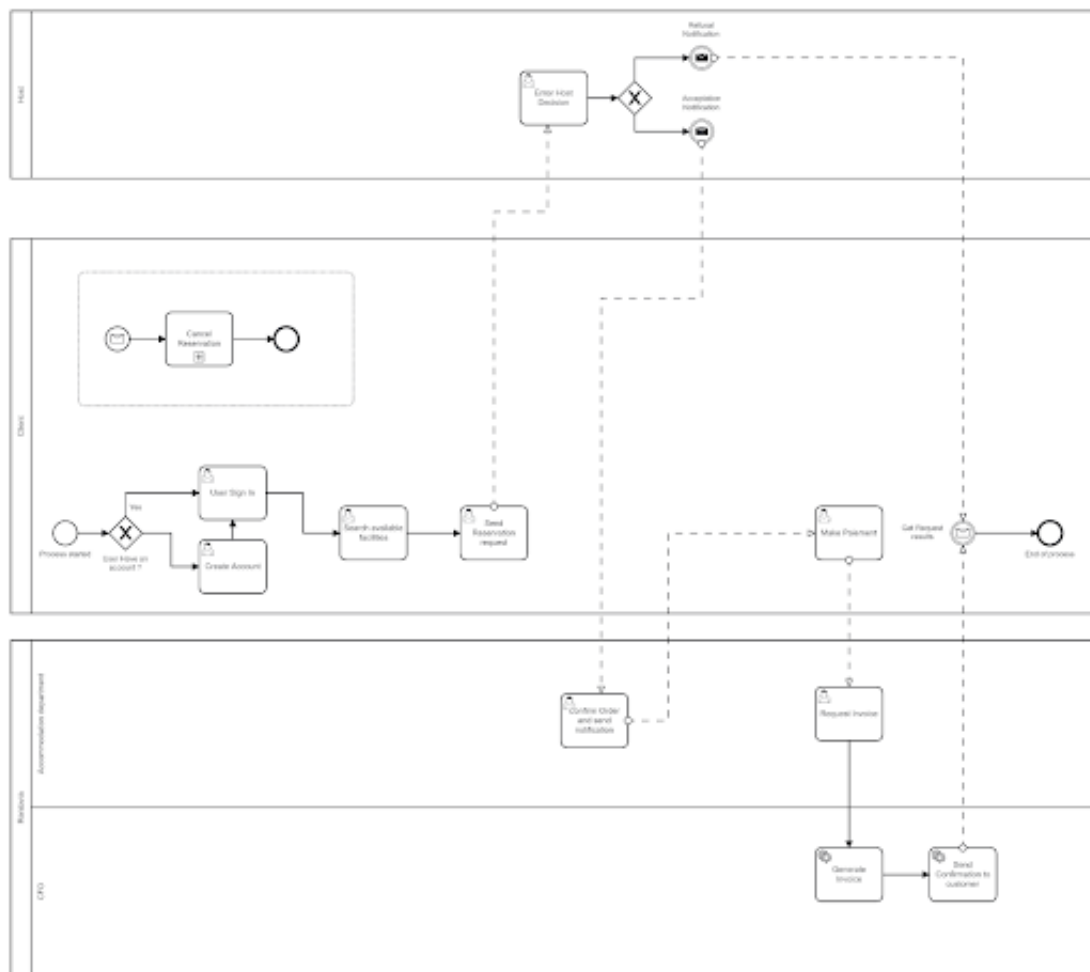 Host
Refusal
Notification
Enter Host
Decision
Acceptation
Notification
Client
Cancel
Reservation
Yes
User Sign In
Process started
User Have an
account ?
Create Account
Search available
facilities
Send
Reservation
request
Make Paiement
Get Request
results
End of process
Accommodation department
Confirm Order
and send
notification
Request Invoice
CFO
Generate
Invoice
Send
Confirmation to
customer